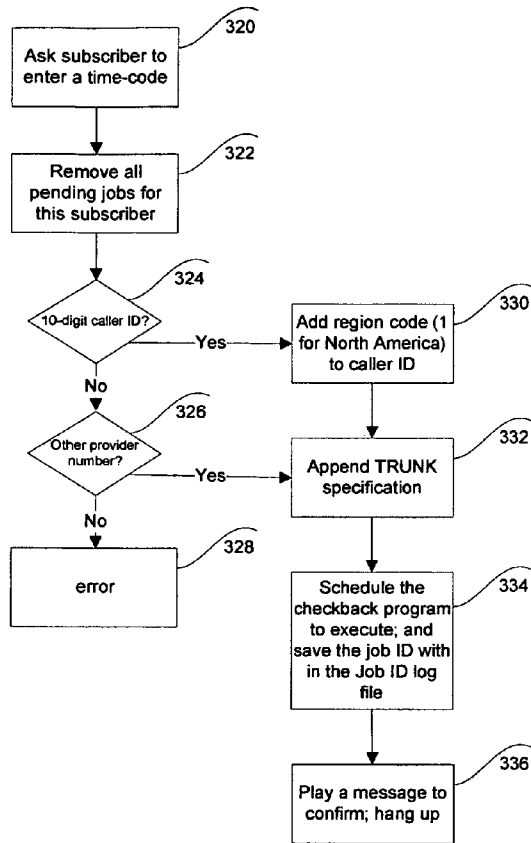 320
Ask subscriber to
enter a time-code
322
Remove all
pending jobs for
this subscriber
324
10-digit caller ID?
Yes
No
330
Add region code (1
for North America)
to caller ID
326
Other provider
number?
Yes
No
332
Append TRUNK
specification
328
error
334
Schedule the
checkback program
to execute; and
save the job ID with
in the Job ID log
file
336
Play a message to
confirm; hang up